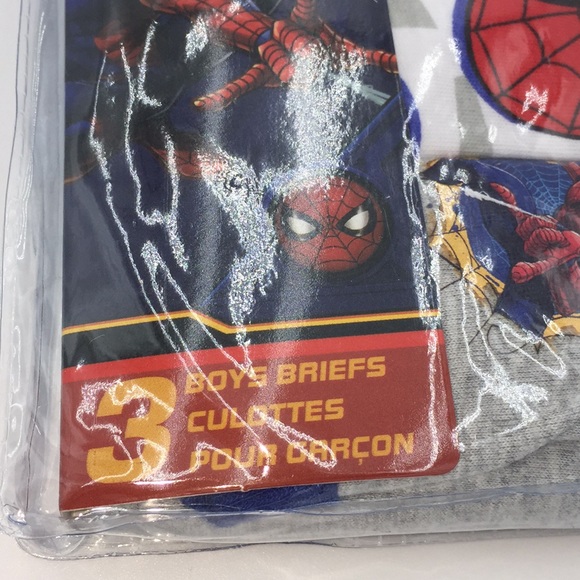 3
BOYS BRIEFS
CULOTTES
POUR GARÇON